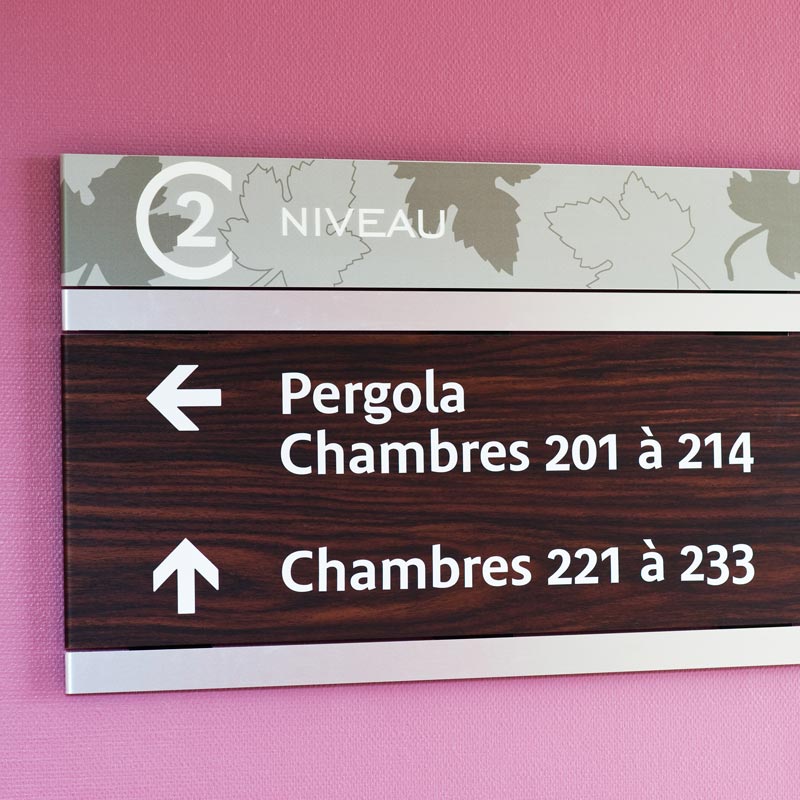 2 NIVEAU
Pergola
Chambres 201 à 214
Chambres 221 à 233